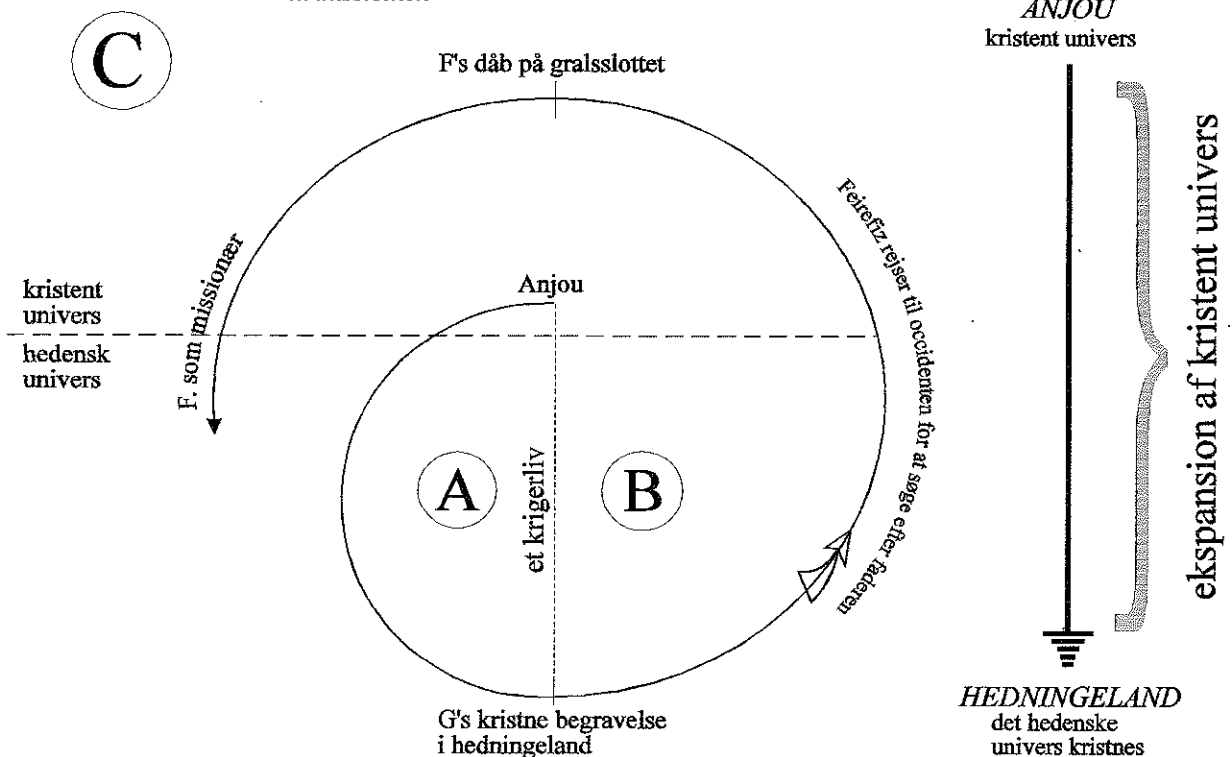 C
ANJOU
kristent univers
F's dåb på gralsslottet
Feirefiz rejser til occidenten for at søge efter faderen
F. som missionær
Anjou
kristent
univers
hedensk
univers
A
et krigerliv
B
ekspansion af kristent univers
G's kristne begravelse
i hedningeland
HEDNINGELAND
det hedenske
univers kristnes